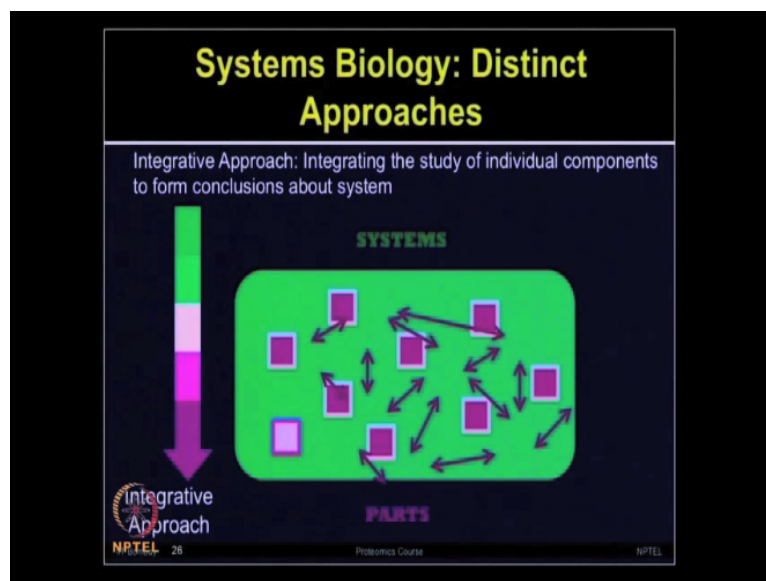 Systems Biology: Distinct
Approaches
Integrative Approach: Integrating the study of individual components
to form conclusions about system
SYSTEMS
PARTS
integrative
Approach
NPTEL
26
Proteomics Course
NPTEL